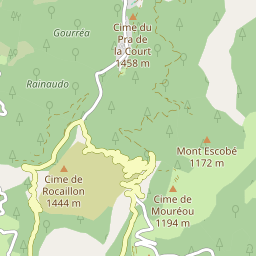 Cime du
Pra de
la Court
1458 m
Gourréa
Rainaudo
Mont Escobé
1172 m
Cime de
Rocaillon
1444 m
Cime de
Mouréou
1194 m